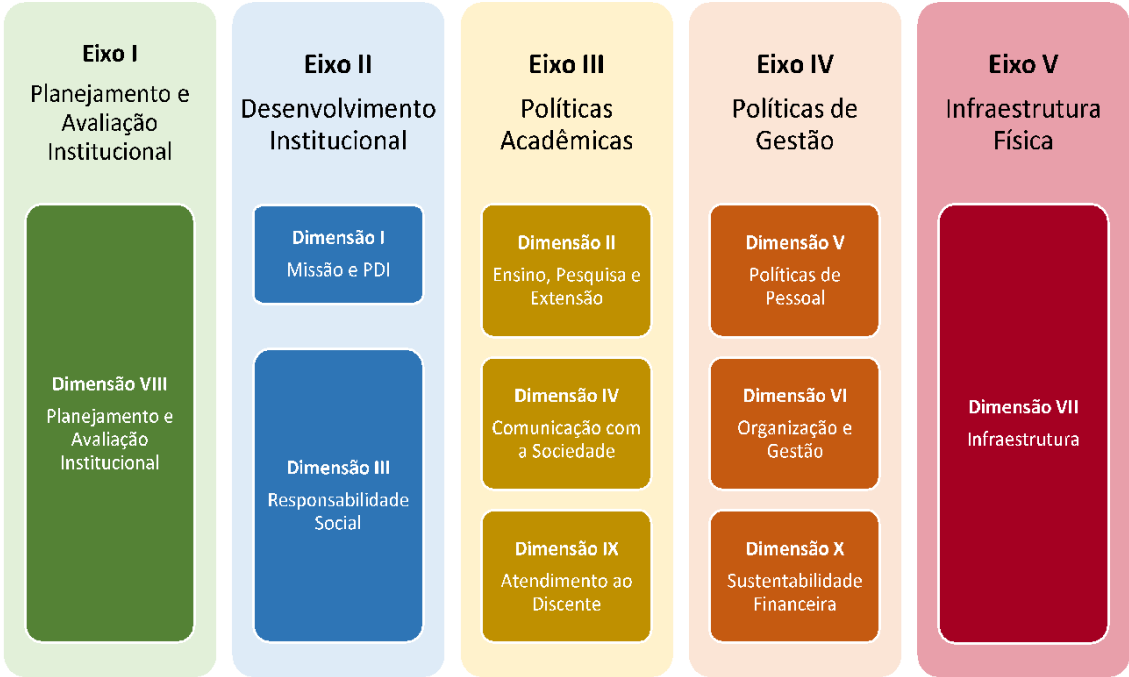 Eixo I
Planejamento e
Avaliação
Institucional
Dimensão VIII
Planejamento e
Avaliação
Institucional
Eixo II
Desenvolvimento
Institucional
Dimensão I
Missão e PDI
Dimensão III
Responsabilidade
Social
Eixo III
Políticas
Acadêmicas
Dimensão II
Ensino, Pesquisa e
Extensão
Dimensão IV
Comunicação com
a Sociedade
Dimensão IX
Atendimento ao
Discente
Eixo IV
Políticas de
Gestão
Dimensão V
Políticas de
Pessoal
Dimensão VI
Organização e
Gestão
Dimensão X
Sustentabilidade
Financeira
Eixo V
Infraestrutura
Física
Dimensão VII
Infraestrutura